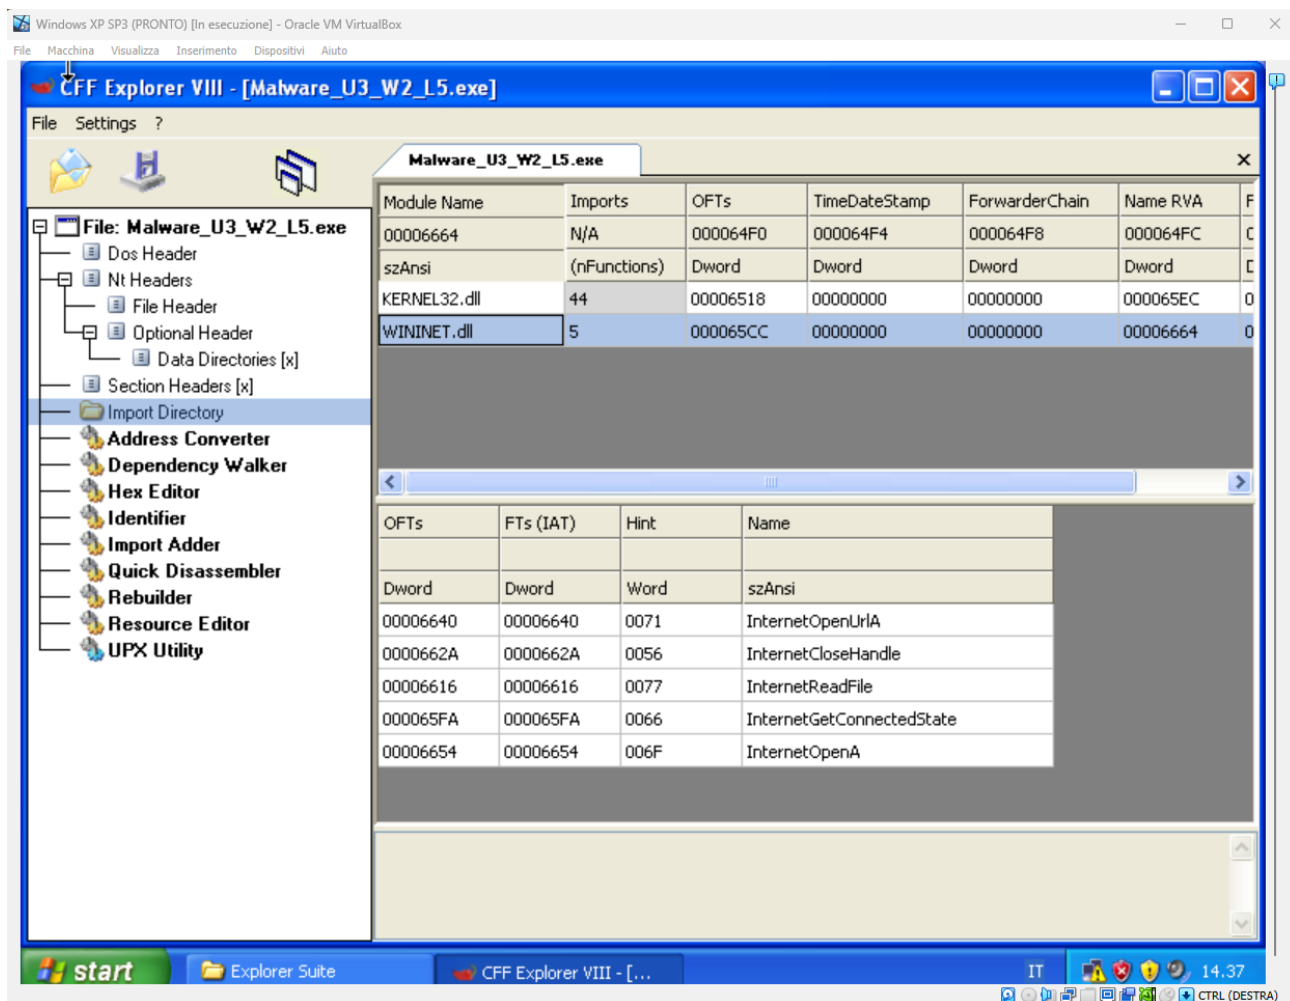 Windows XP SP3 (PRONTO) [In esecuzione] - Oracle VM VirtualBox
File Macchina Visualizza Inserimento Dispositivi Aiuto
CFF Explorer VIII - [Malware_U3_W2_L5.exe]
File Settings ?
Malware_U3_W2_L5.exe
File: Malware_U3_W2_L5.exe
Dos Header
Nt Headers
File Header
Optional Header
Data Directories [x]
Section Headers [x]
Import Directory
Address Converter
Dependency Walker
Hex Editor
Identifier
Import Adder
Quick Disassembler
Rebuilder
Resource Editor
UPX Utility
Module Name Imports OFTs TimeDateStamp ForwarderChain Name RVA F
00006664 N/A 000064F0 000064F4 000064F8 000064FC
szAnsi (nFunctions) Dword Dword Dword Dword
KERNEL32.dll 44 00006518 00000000 00000000 000065EC 0
WININET.dll 5 000065CC 00000000 00000000 00006664 0
OFTs FTs (IAT) Hint Name
Dword Dword Word szAnsi
00006640 00006640 0071 InternetOpenUrlA
0000662A 0000662A 0056 InternetCloseHandle
00006616 00006616 0077 InternetReadFile
000065FA 000065FA 0066 InternetGetConnectedState
00006654 00006654 006F InternetOpenA
start Explorer Suite CFF Explorer VIII - [... IT 14.37
CTRL (DESTRA)